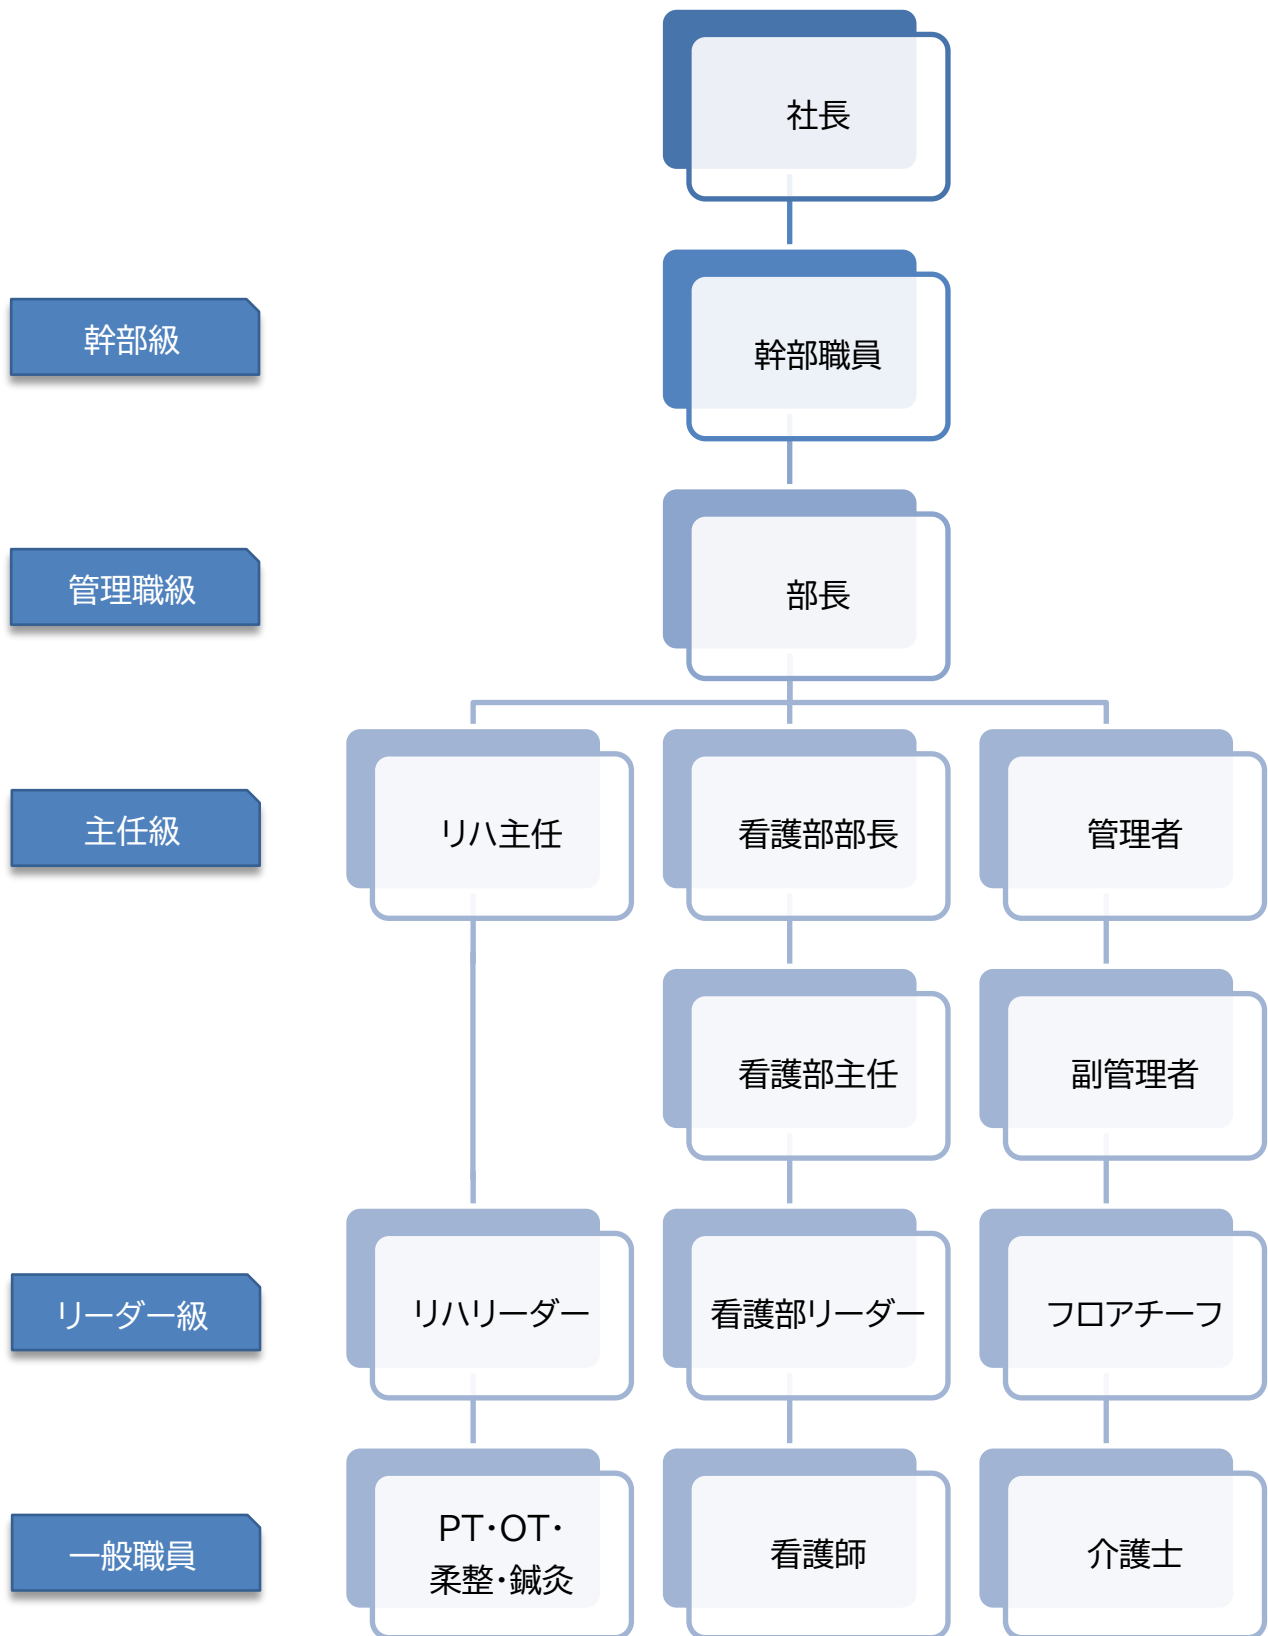 社長
幹部級
幹部職員
管理職級
部長
主任級
リハ主任
看護部部長
管理者
看護部主任
副管理者
リーダー級
リハリーダー
看護部リーダー
フロアチーフ
一般職員
PT・OT・
柔整・鍼灸
看護師
介護士